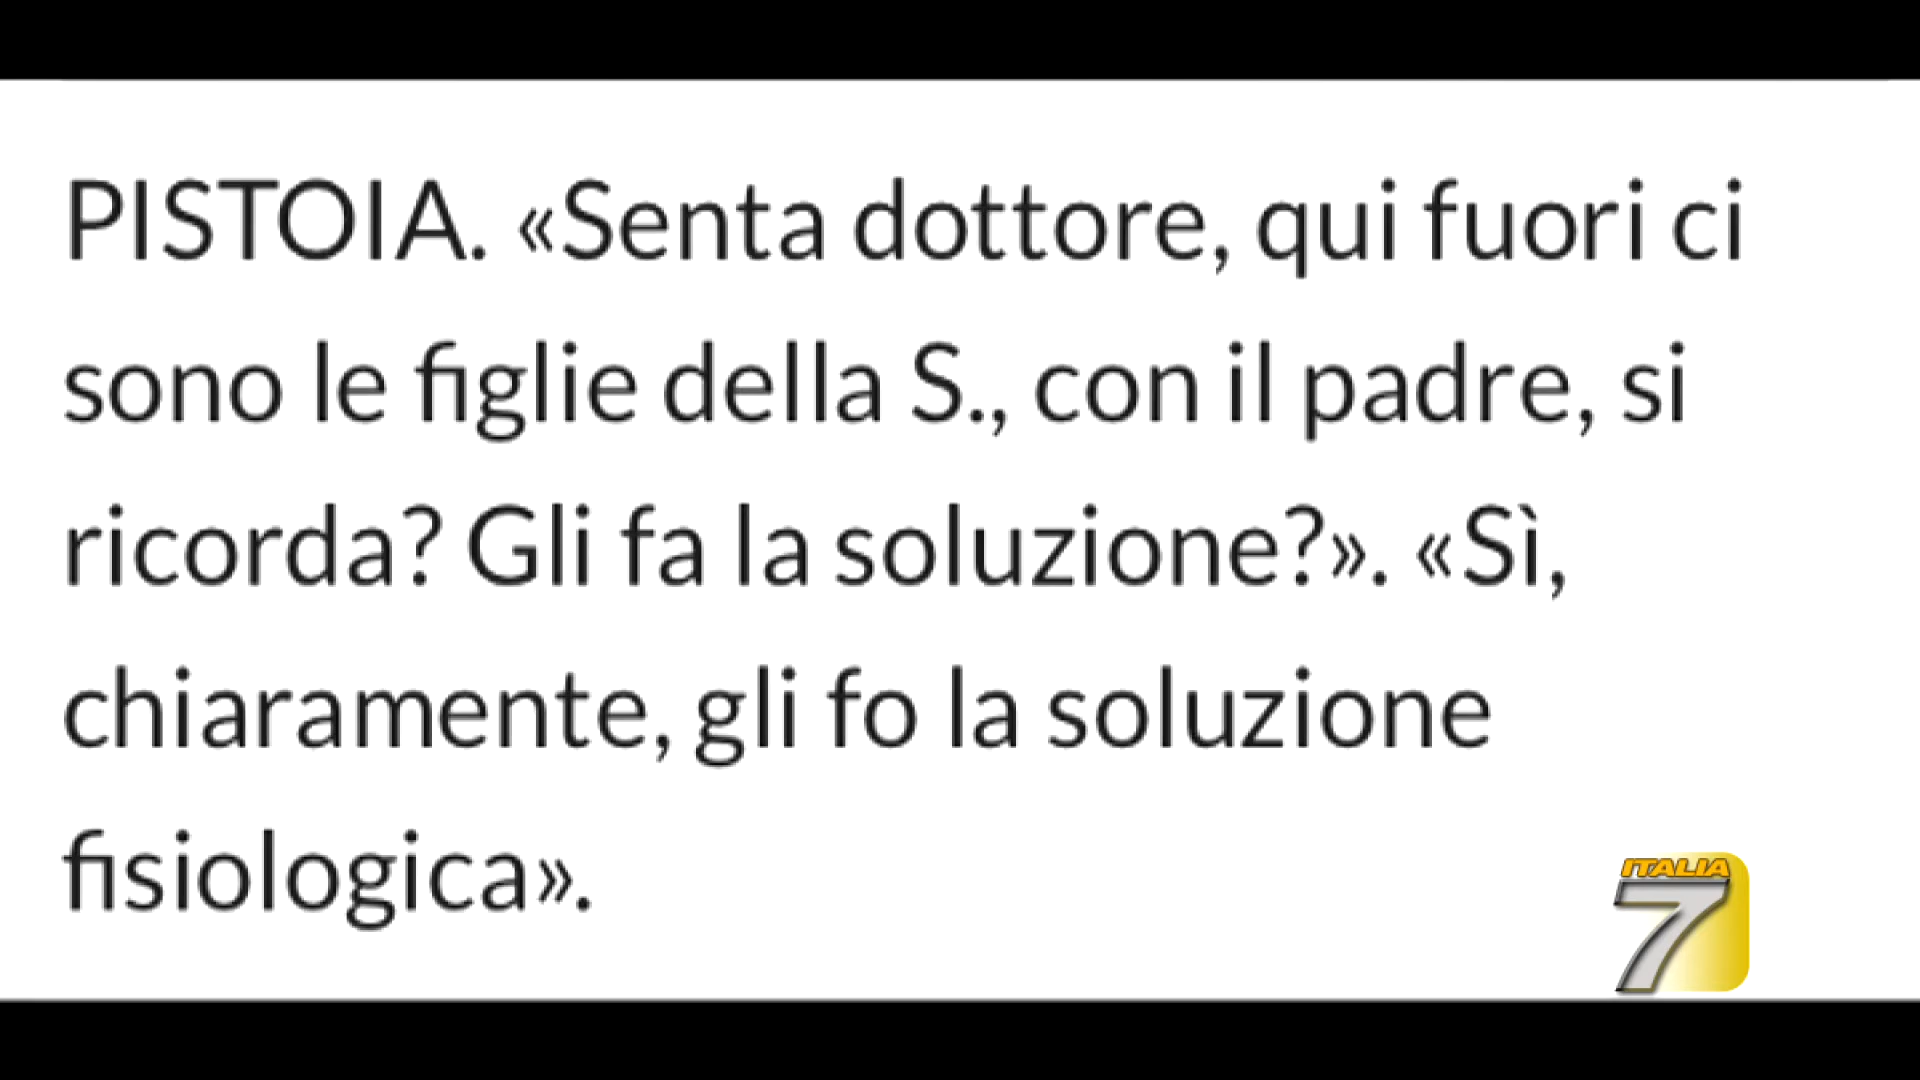 PISTOIA. «Senta dottore, qui fuori ci
sono le figlie della S., con il padre, si
ricorda? Gli fa la soluzione?». «Sì,
chiaramente, gli fo la soluzione
fisiologica».
ITALIA
7